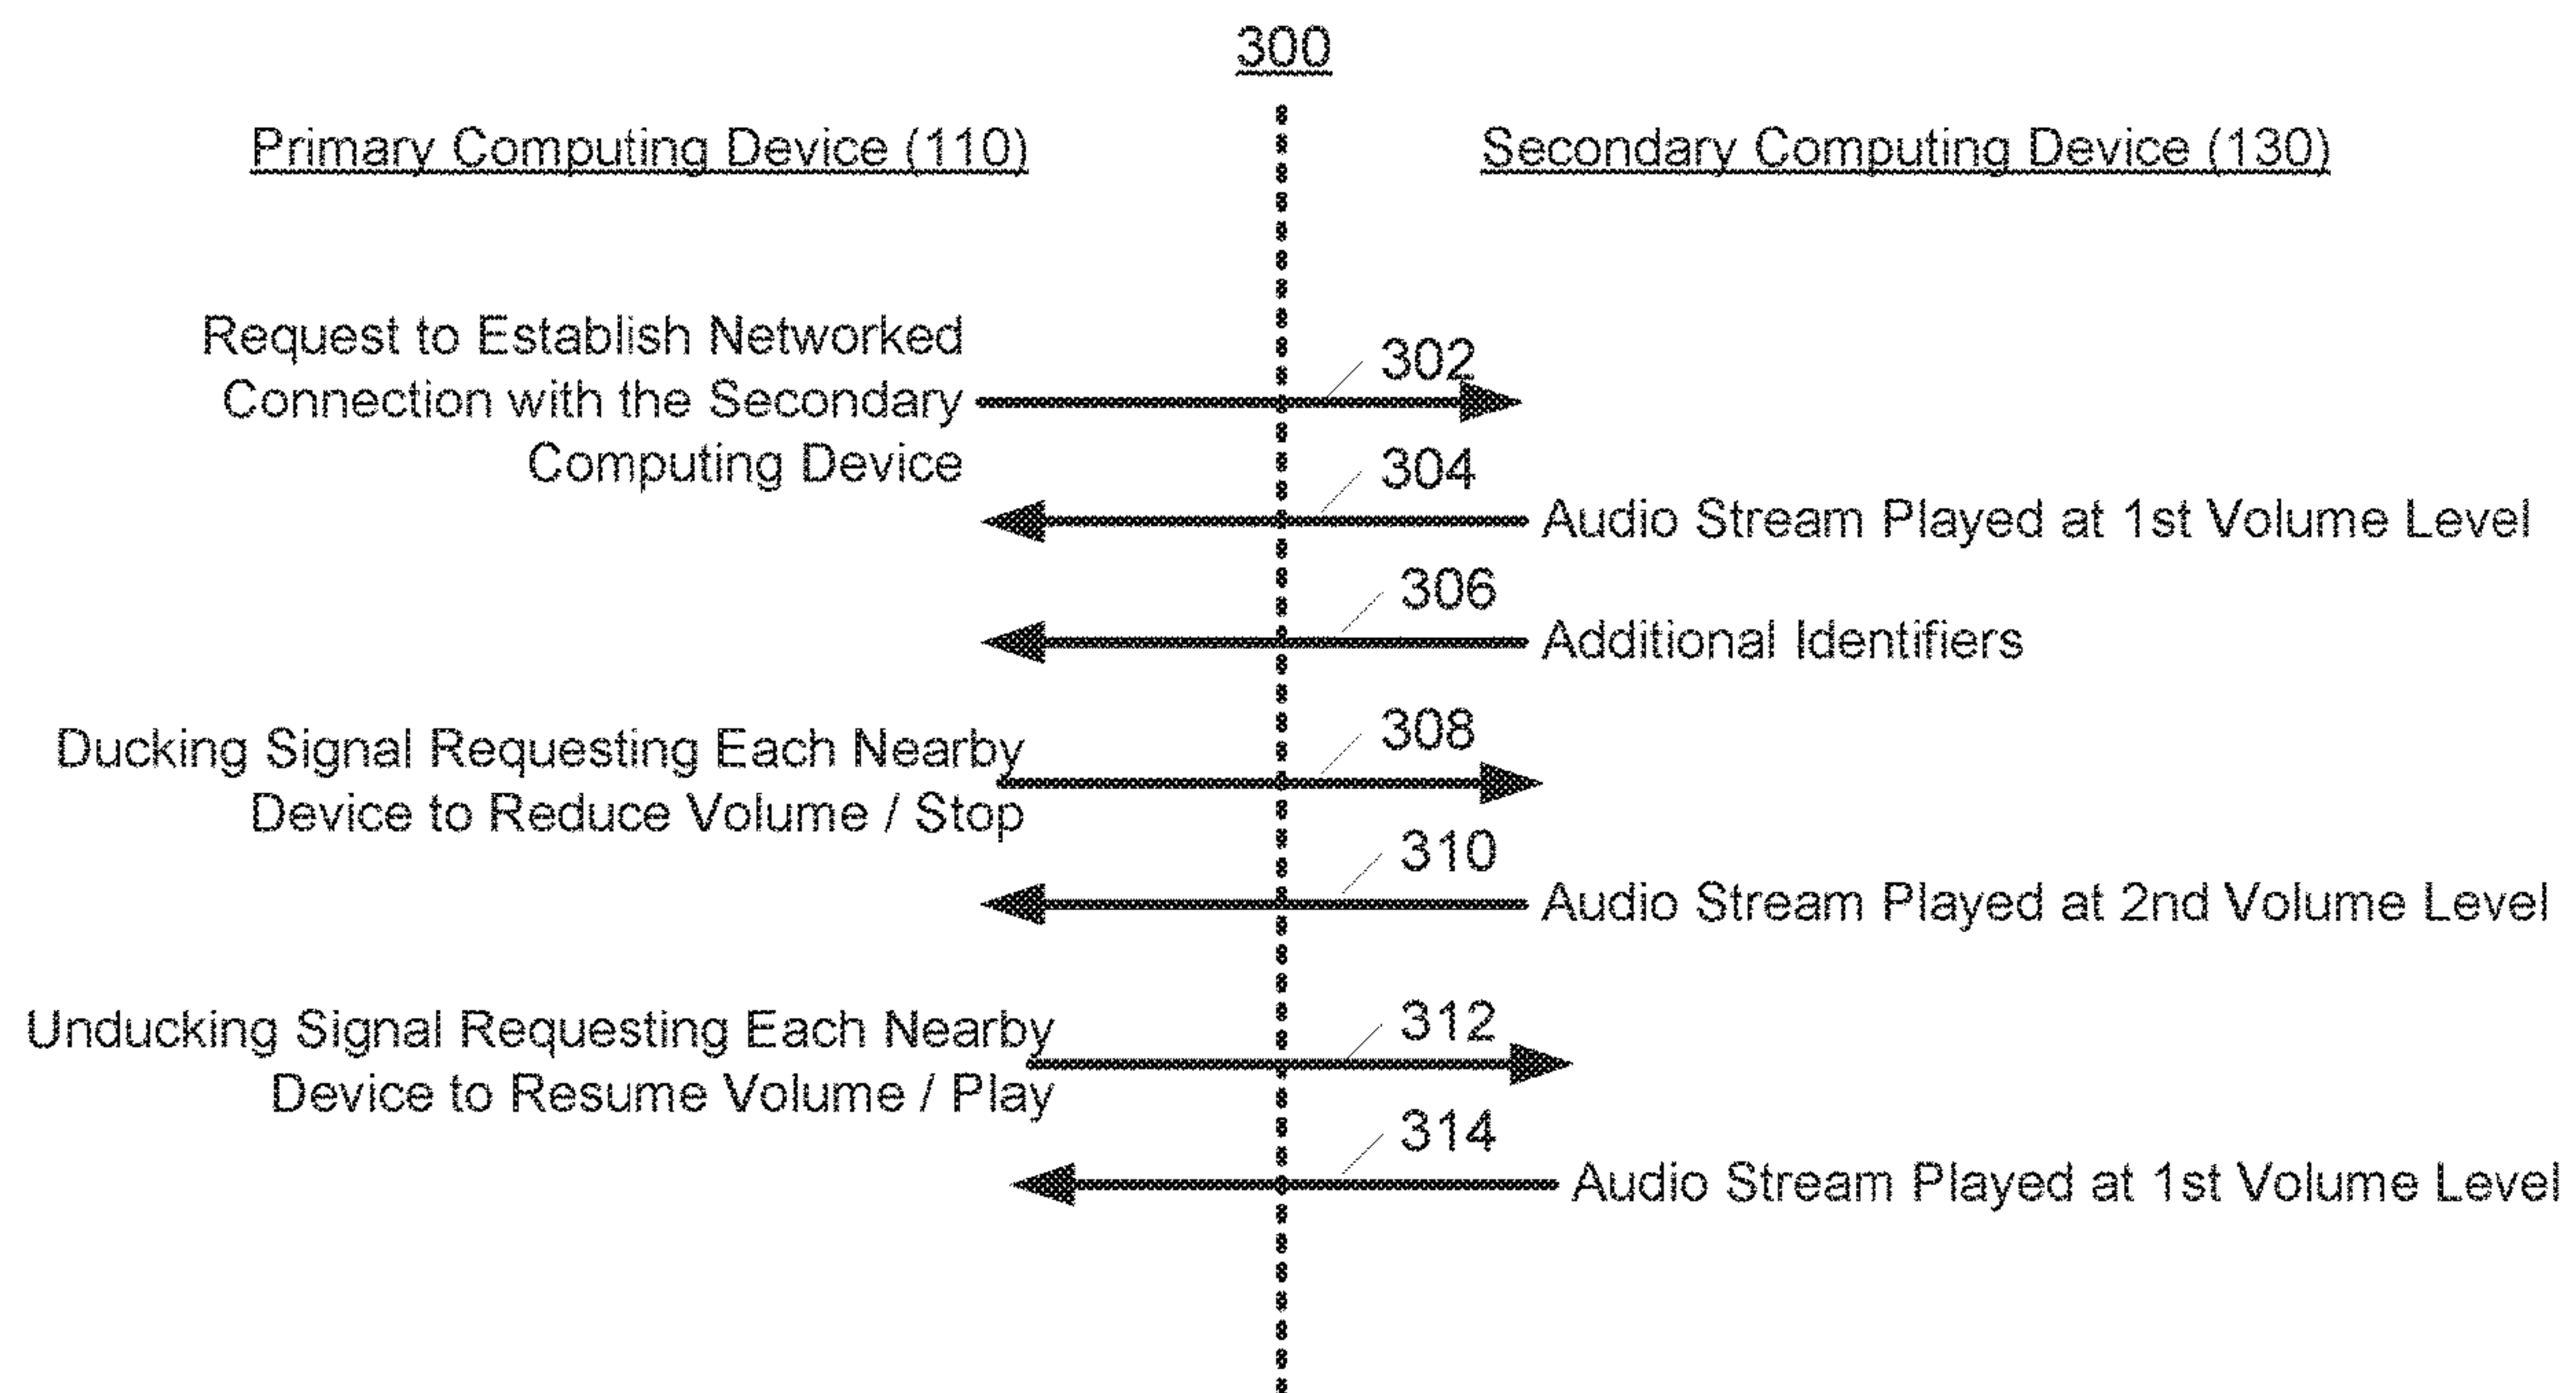 300
Primary Computing Device (110)
Secondary Computing Device (130)
Request to Establish Networked
Connection with the Secondary
Computing Device
302
304
Audio Stream Played at 1st Volume Level
306
Additional Identifiers
Ducking Signal Requesting Each Nearby
Device to Reduce Volume / Stop
308
310
Audio Stream Played at 2nd Volume Level
Unducking Signal Requesting Each Nearby
Device to Resume Volume / Play
312
314
Audio Stream Played at 1st Volume Level